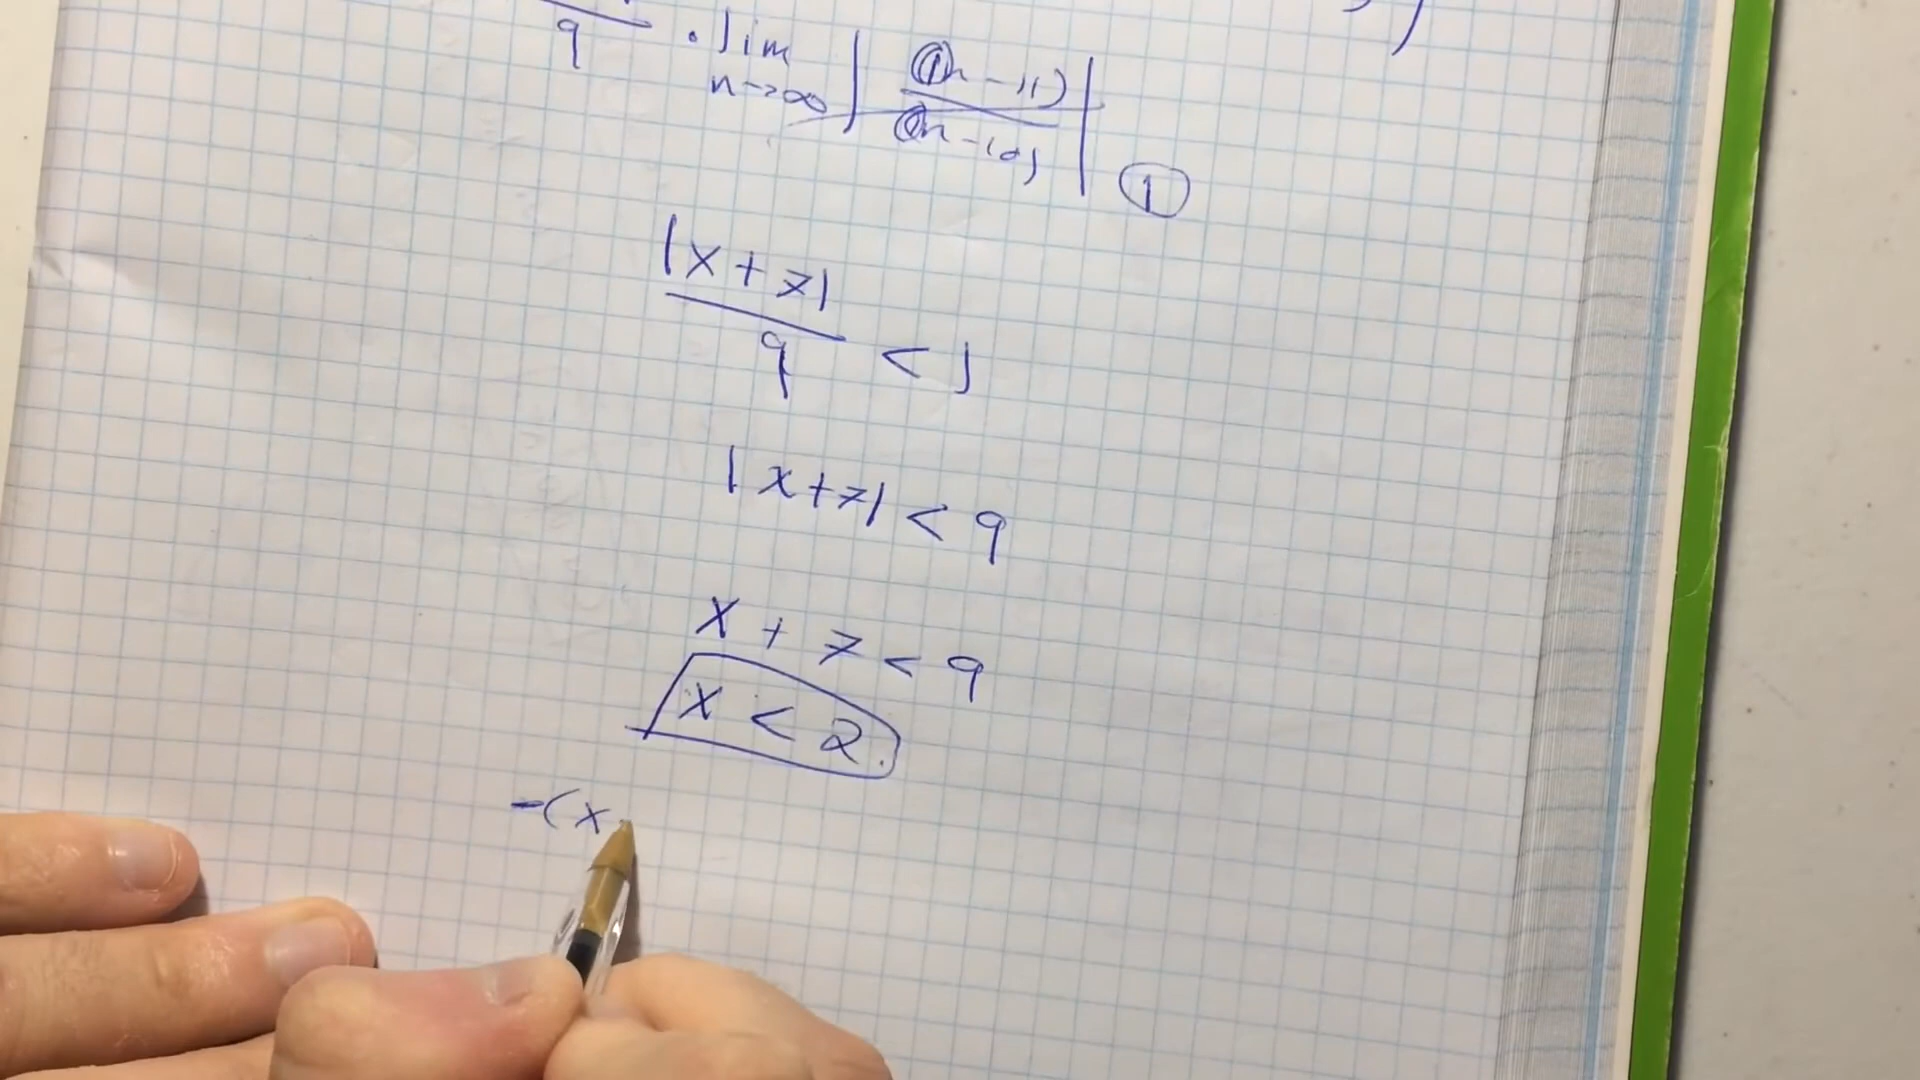 9 · lim n→∞ | (n-11) / (n-10) | 1
|x+7| / 9 < 1
|x+7| < 9
x + 7 < 9
x < 2
-(x